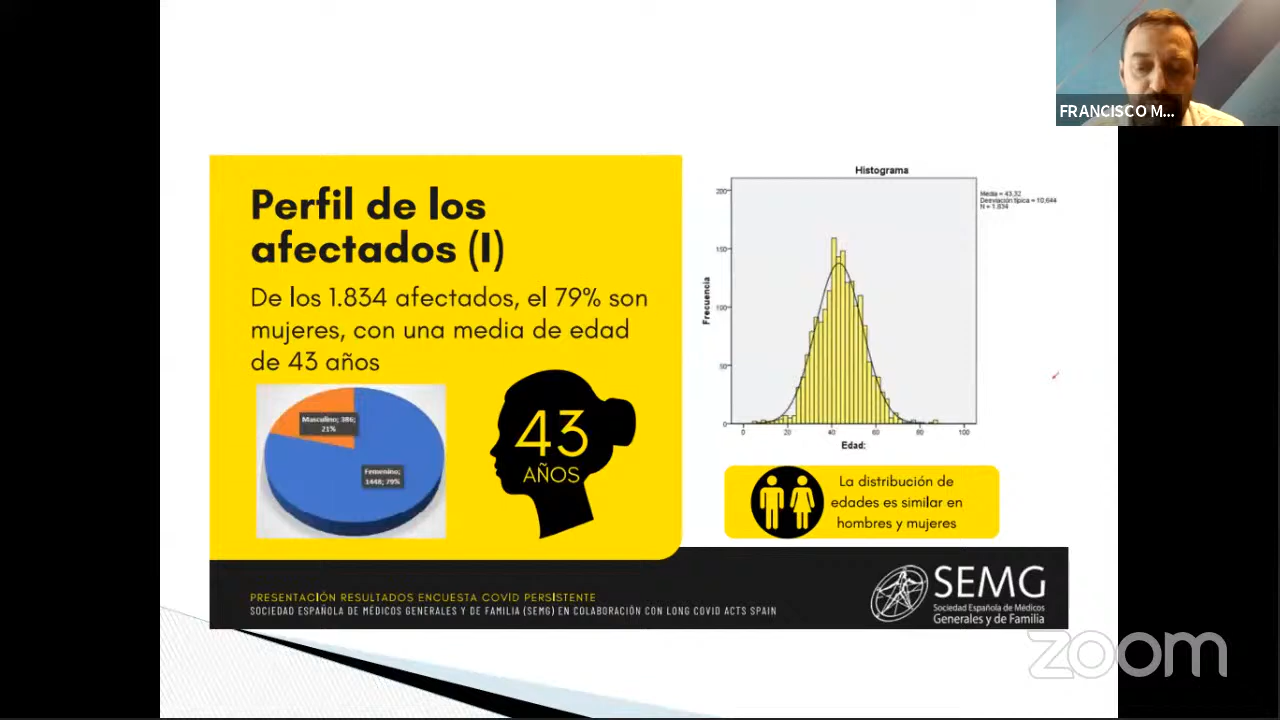 FRANCISCO M...
Perfil de los
afectados (I)
De los 1.834 afectados, el 79% son
mujeres, con una media de edad
de 43 años
Masculino; 386;
21%
Femenino;
1448; 79%
43
AÑOS
Histograma
Media = 43,32
Desviación típica = 10,644
N = 1.834
Frecuencia
200
150
100
50
0
0 20 40 60 80 100
Edad:
La distribución de
edades es similar en
hombres y mujeres
PRESENTACIÓN RESULTADOS ENCUESTA COVID PERSISTENTE
SOCIEDAD ESPAÑOLA DE MÉDICOS GENERALES Y DE FAMILIA (SEMG) EN COLABORACIÓN CON LONG COVID ACTS SPAIN
SEMG
Sociedad Española de Médicos
Generales y de Familia
zoom